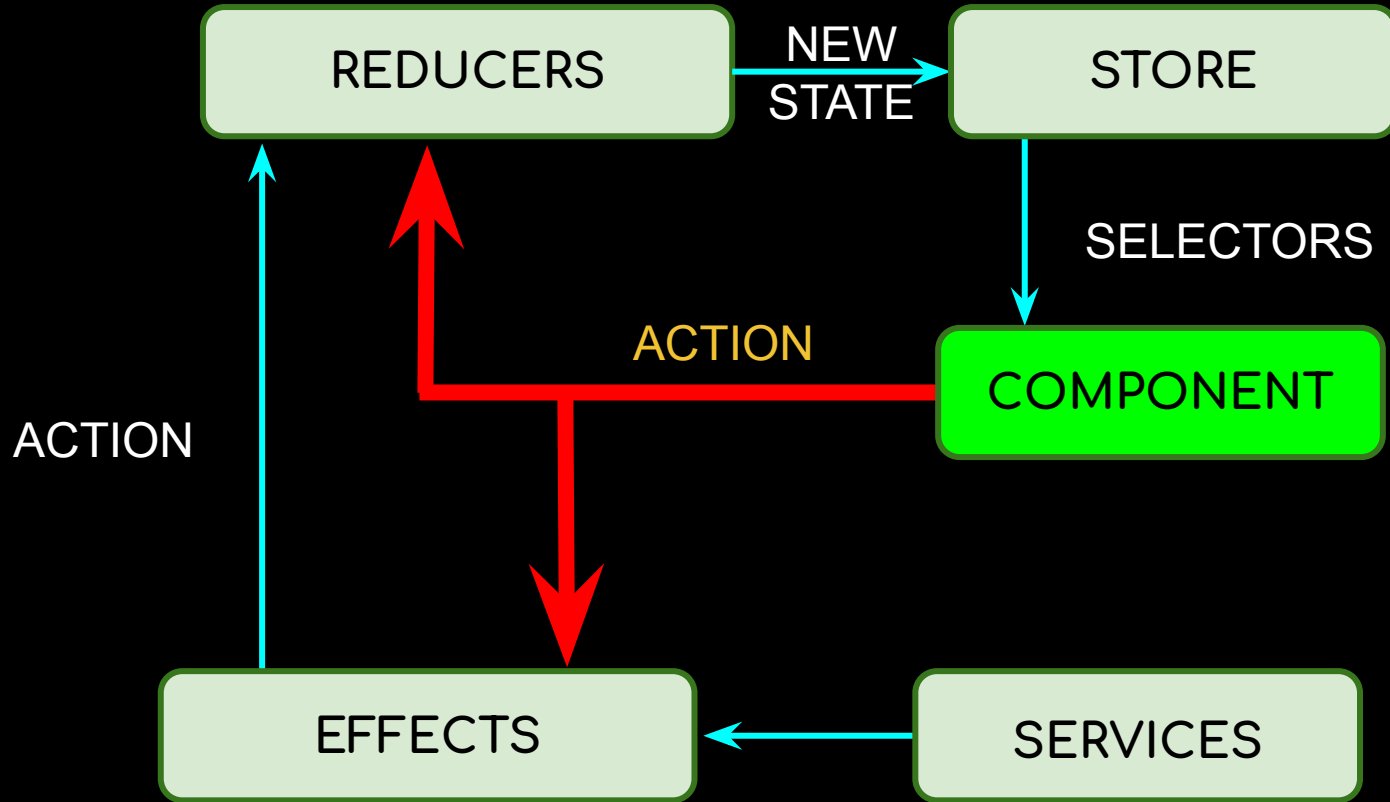 REDUCERS
NEW
STATE
STORE
SELECTORS
ACTION
COMPONENT
ACTION
EFFECTS
SERVICES